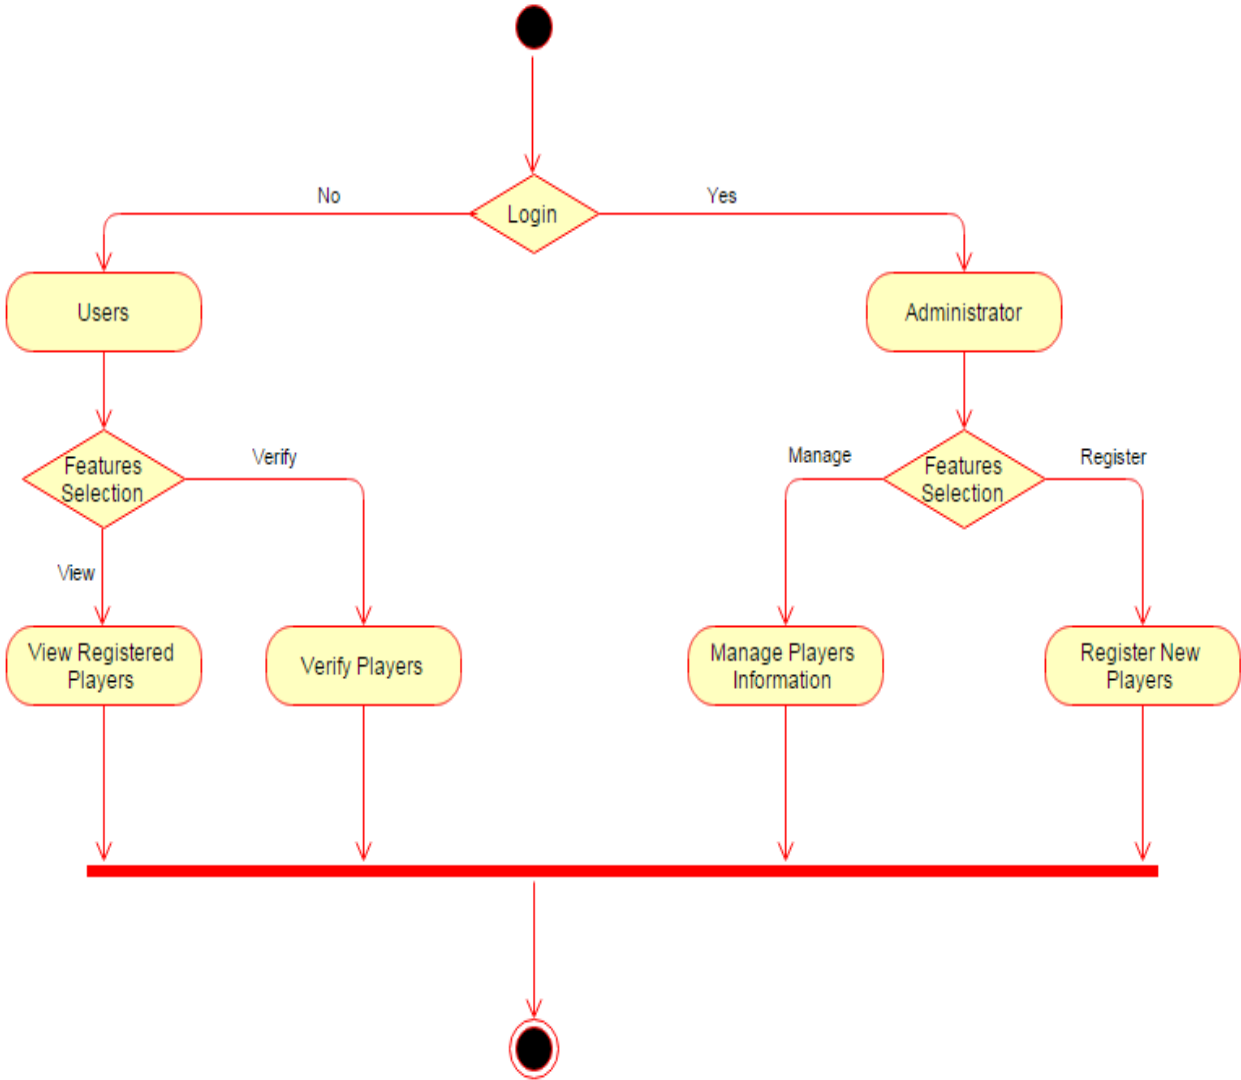 No
Yes
Login
Users
Administrator
Features
Selection
Verify
Manage
Features
Selection
Register
View
View Registered
Players
Verify Players
Manage Players
Information
Register New
Players